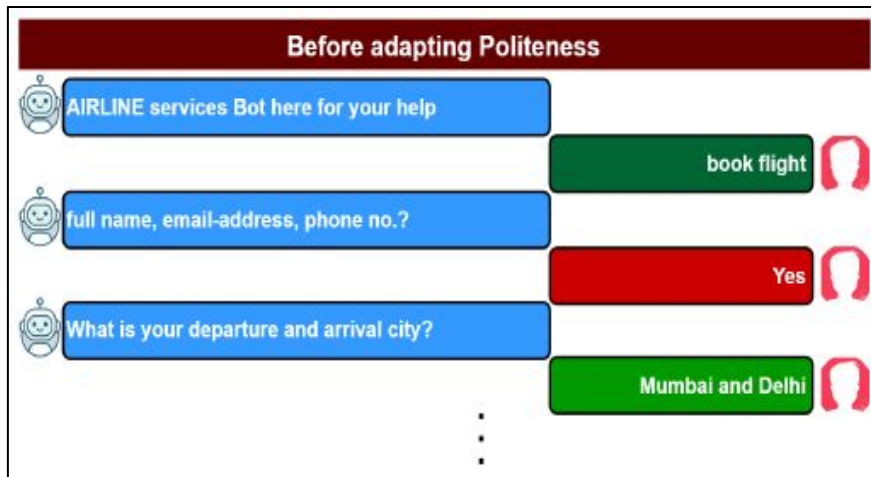 Before adapting Politeness
AIRLINE services Bot here for your help
book flight
full name, email-address, phone no.?
Yes
What is your departure and arrival city?
Mumbai and Delhi